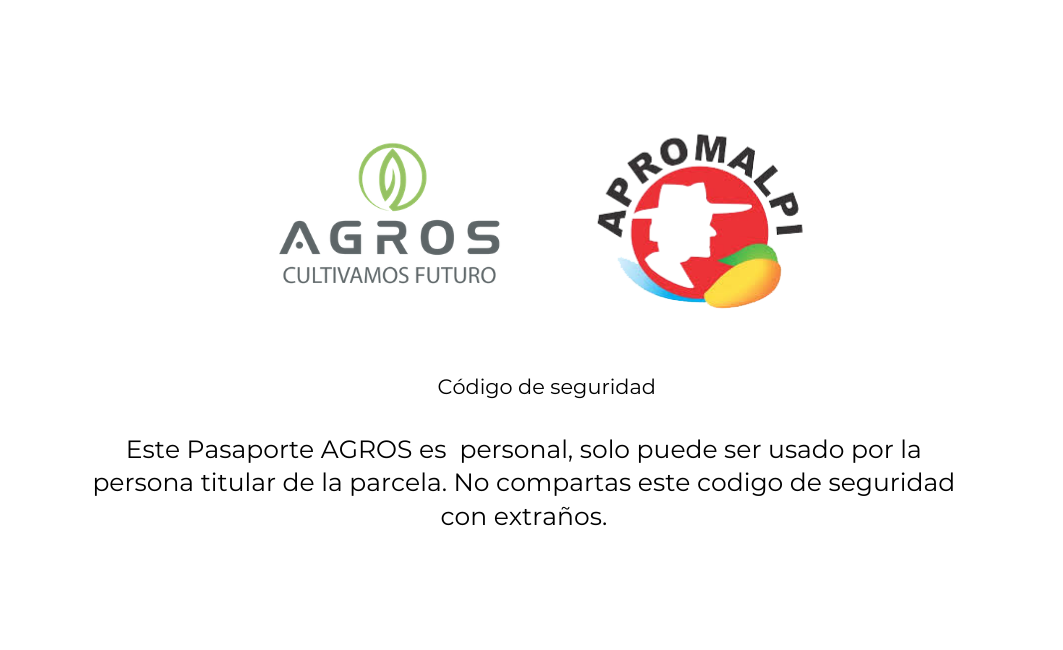 AGROS
CULTIVAMOS FUTURO
APROMALPI
Código de seguridad
Este Pasaporte AGROS es  personal, solo puede ser usado por la
persona titular de la parcela. No compartas este codigo de seguridad
con extraños.